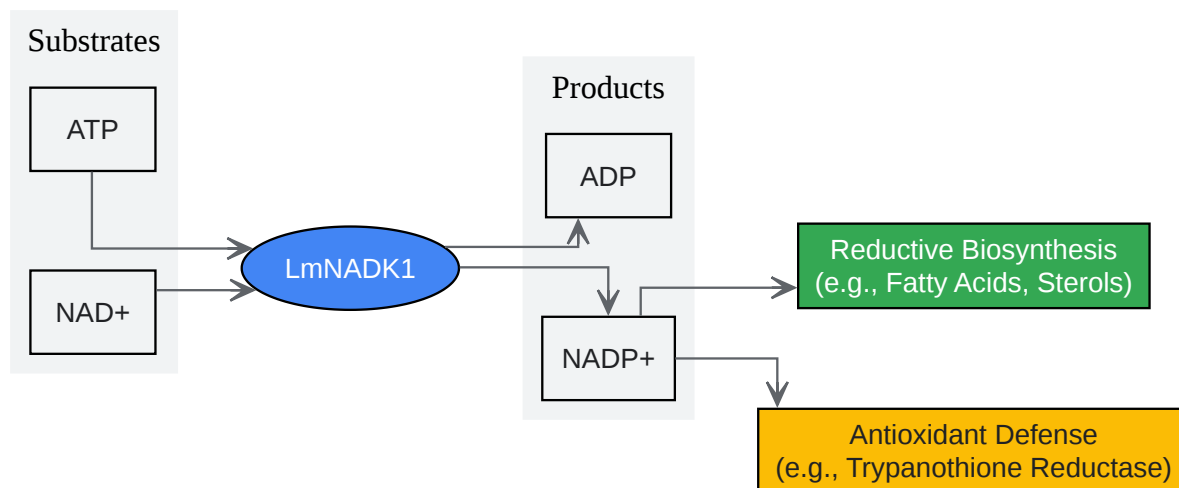 Substrates
ATP
NAD+
LmNADK1
Products
ADP
NADP+
Reductive Biosynthesis
(e.g., Fatty Acids, Sterols)
Antioxidant Defense
(e.g., Trypanothione Reductase)